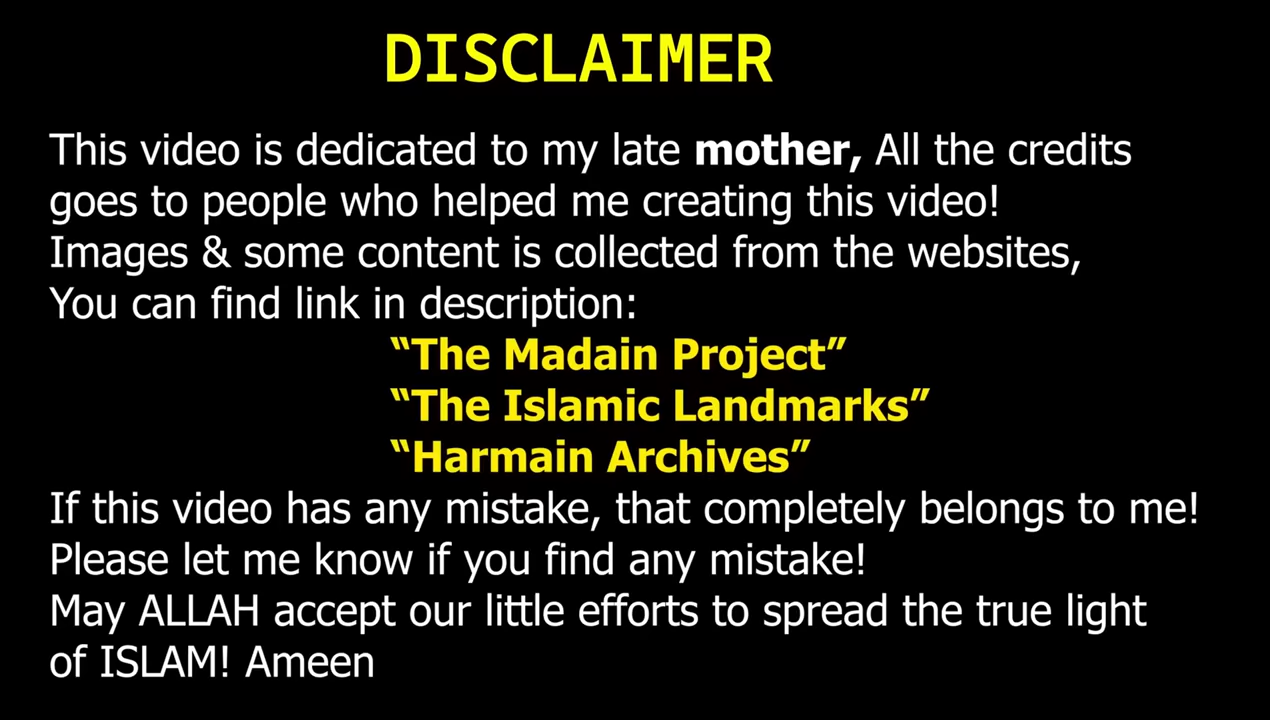 DISCLAIMER
This video is dedicated to my late mother, All the credits
goes to people who helped me creating this video!
Images & some content is collected from the websites,
You can find link in description:
“The Madain Project”
“The Islamic Landmarks”
“Harmain Archives”
If this video has any mistake, that completely belongs to me!
Please let me know if you find any mistake!
May ALLAH accept our little efforts to spread the true light
of ISLAM! Ameen